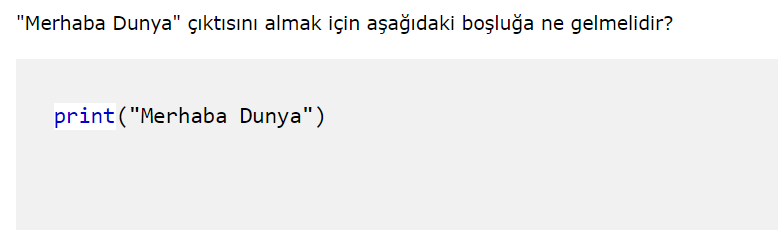 "Merhaba Dunya" çıktısını almak için aşağıdaki boşluğa ne gelmelidir?
print("Merhaba Dunya")